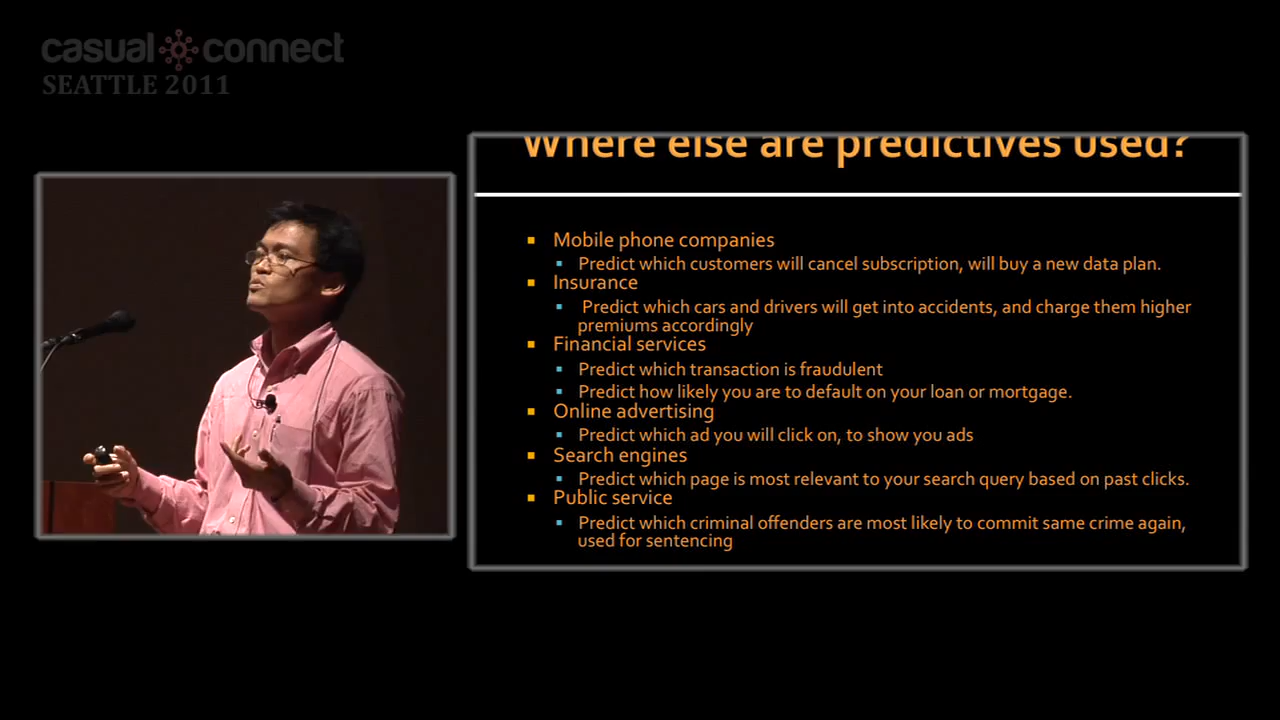 casual connect
SEATTLE 2011
Where else are predictives used?
Mobile phone companies
Predict which customers will cancel subscription, will buy a new data plan.
Insurance
Predict which cars and drivers will get into accidents, and charge them higher
premiums accordingly
Financial services
Predict which transaction is fraudulent
Predict how likely you are to default on your loan or mortgage.
Online advertising
Predict which ad you will click on, to show you ads
Search engines
Predict which page is most relevant to your search query based on past clicks.
Public service
Predict which criminal offenders are most likely to commit same crime again,
used for sentencing